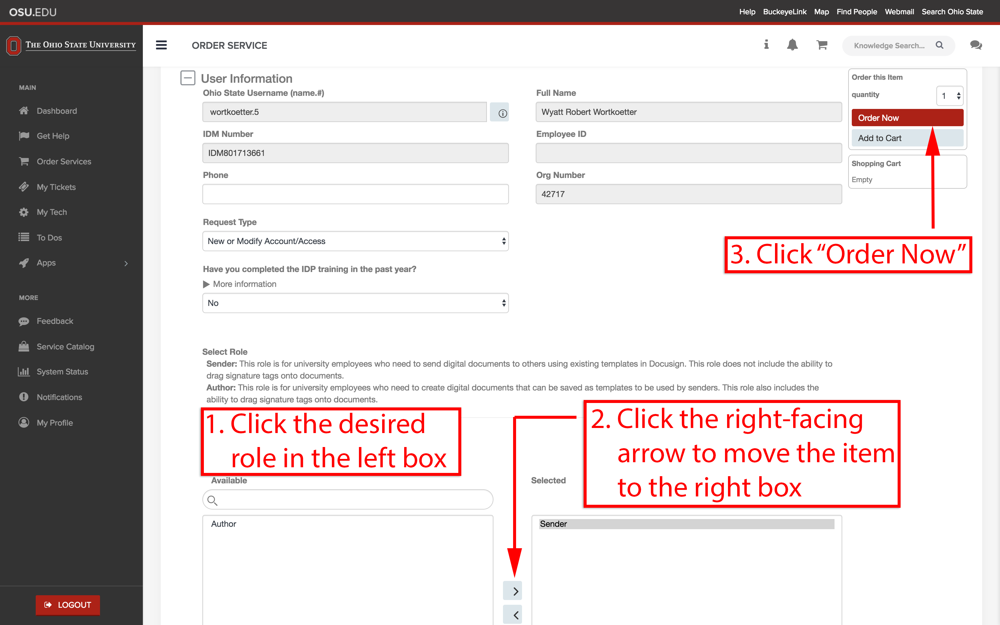 OSU.EDU
Help BuckeyeLink Map Find People Webmail Search Ohio State
THE OHIO STATE UNIVERSITY
ORDER SERVICE
Knowledge Search...
MAIN
Dashboard
Get Help
Order Services
My Tickets
My Tech
To Dos
Apps
MORE
Feedback
Service Catalog
System Status
Notifications
My Profile
LOGOUT
User Information
Ohio State Username (name.#)
wortkoetter.5
Full Name
Wyatt Robert Wortkoetter
IDM Number
IDM801713661
Employee ID
Phone
Org Number
42717
Request Type
New or Modify Account/Access
Have you completed the IDP training in the past year?
More information
No
Order this Item
quantity
1
Order Now
Add to Cart
Shopping Cart
Empty
3. Click “Order Now”
Select Role
Sender: This role is for university employees who need to send digital documents to others using existing templates in Docusign. This role does not include the ability to
drag signature tags onto documents.
Author: This role is for university employees who need to create digital documents that can be saved as templates to be used by senders. This role also includes the
ability to drag signature tags onto documents.
1. Click the desired
role in the left box
2. Click the right-facing
arrow to move the item
to the right box
Available
Selected
Author
Sender